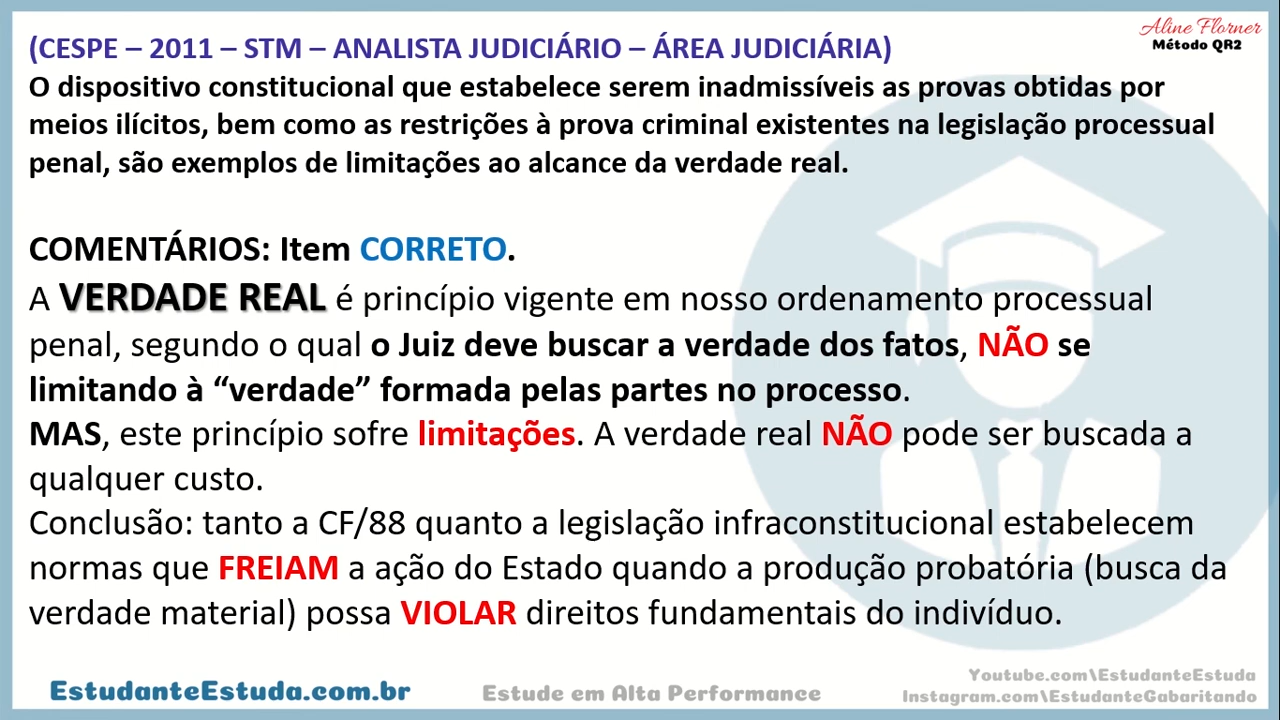 Aline Florner
Método QR2
(CESPE – 2011 – STM – ANALISTA JUDICIÁRIO – ÁREA JUDICIÁRIA)
O dispositivo constitucional que estabelece serem inadmissíveis as provas obtidas por
meios ilícitos, bem como as restrições à prova criminal existentes na legislação processual
penal, são exemplos de limitações ao alcance da verdade real.
COMENTÁRIOS: Item CORRETO.
A VERDADE REAL é princípio vigente em nosso ordenamento processual
penal, segundo o qual o Juiz deve buscar a verdade dos fatos, NÃO se
limitando à “verdade” formada pelas partes no processo.
MAS, este princípio sofre limitações. A verdade real NÃO pode ser buscada a
qualquer custo.
Conclusão: tanto a CF/88 quanto a legislação infraconstitucional estabelecem
normas que FREIAM a ação do Estado quando a produção probatória (busca da
verdade material) possa VIOLAR direitos fundamentais do indivíduo.
EstudanteEstuda.com.br
Estude em Alta Performance
Youtube.com\EstudanteEstuda
Instagram.com\EstudanteGabaritando